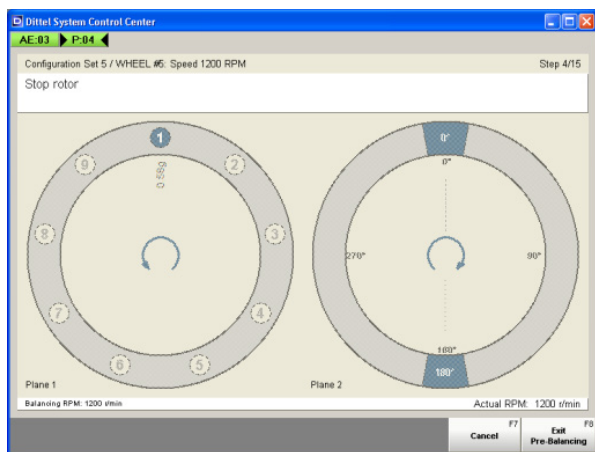 Dittel System Control Center
AE:03 P:04
Configuration Set 5 / WHEEL #5: Speed 1200 RPM Step 4/15
Stop rotor
1
2
3
4
5
6
7
8
9
0.58g
Plane 1
0°
0°
90°
180°
180°
270°
Plane 2
Balancing RPM: 1200 r/min Actual RPM: 1200 r/min
F7
Cancel
F8
Exit
Pre-Balancing